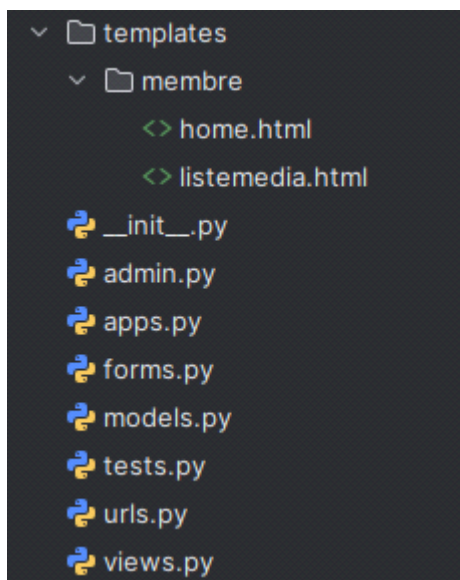 templates
membre
home.html
listemedia.html
__init__.py
admin.py
apps.py
forms.py
models.py
tests.py
urls.py
views.py